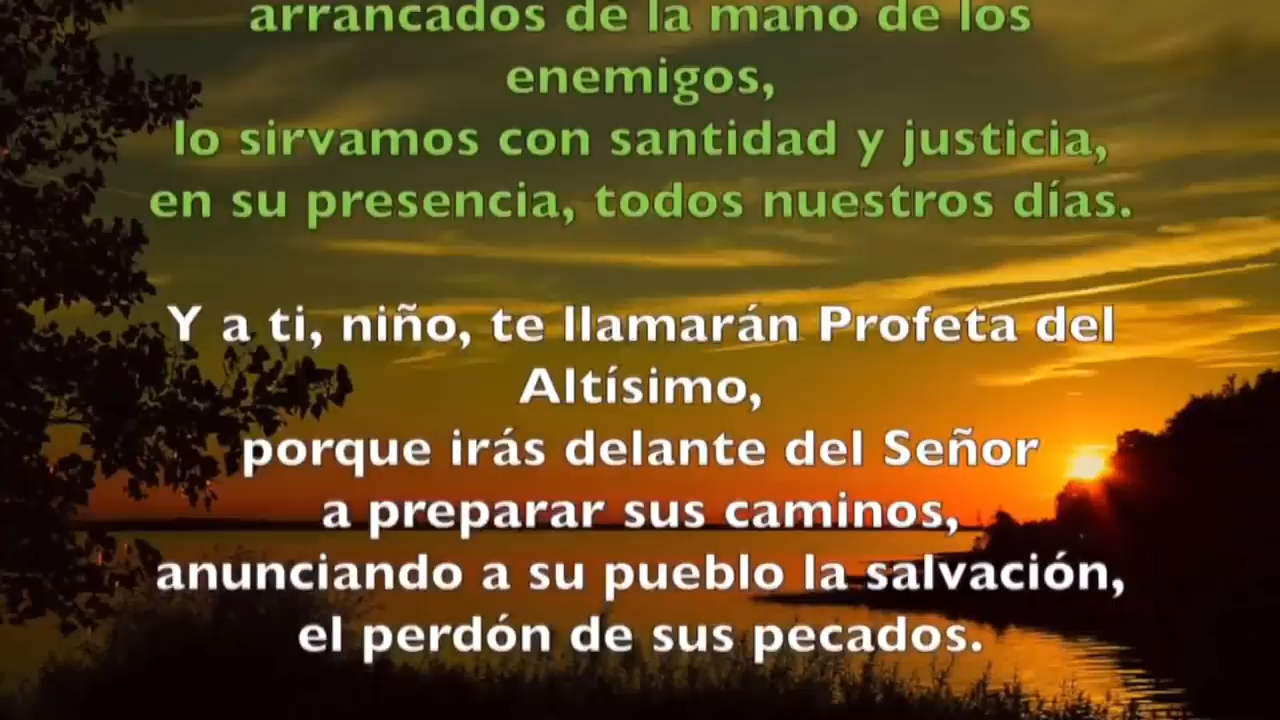 arrancados de la mano de los
enemigos,
lo sirvamos con santidad y justicia,
en su presencia, todos nuestros días.
Y a ti, niño, te llamarán Profeta del
Altísimo,
porque irás delante del Señor
a preparar sus caminos,
anunciando a su pueblo la salvación,
el perdón de sus pecados.